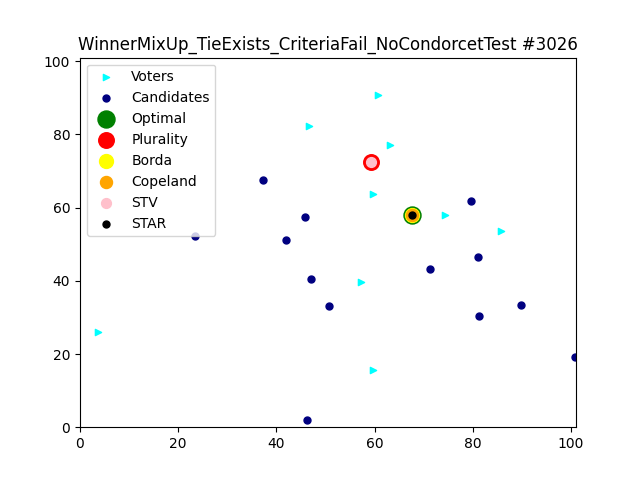 WinnerMixUp_TieExists_CriteriaFail_NoCondorcetTest #3026
100
80
60
40
20
0
0 20 40 60 80 100
Voters
Candidates
Optimal
Plurality
Borda
Copeland
STV
STAR